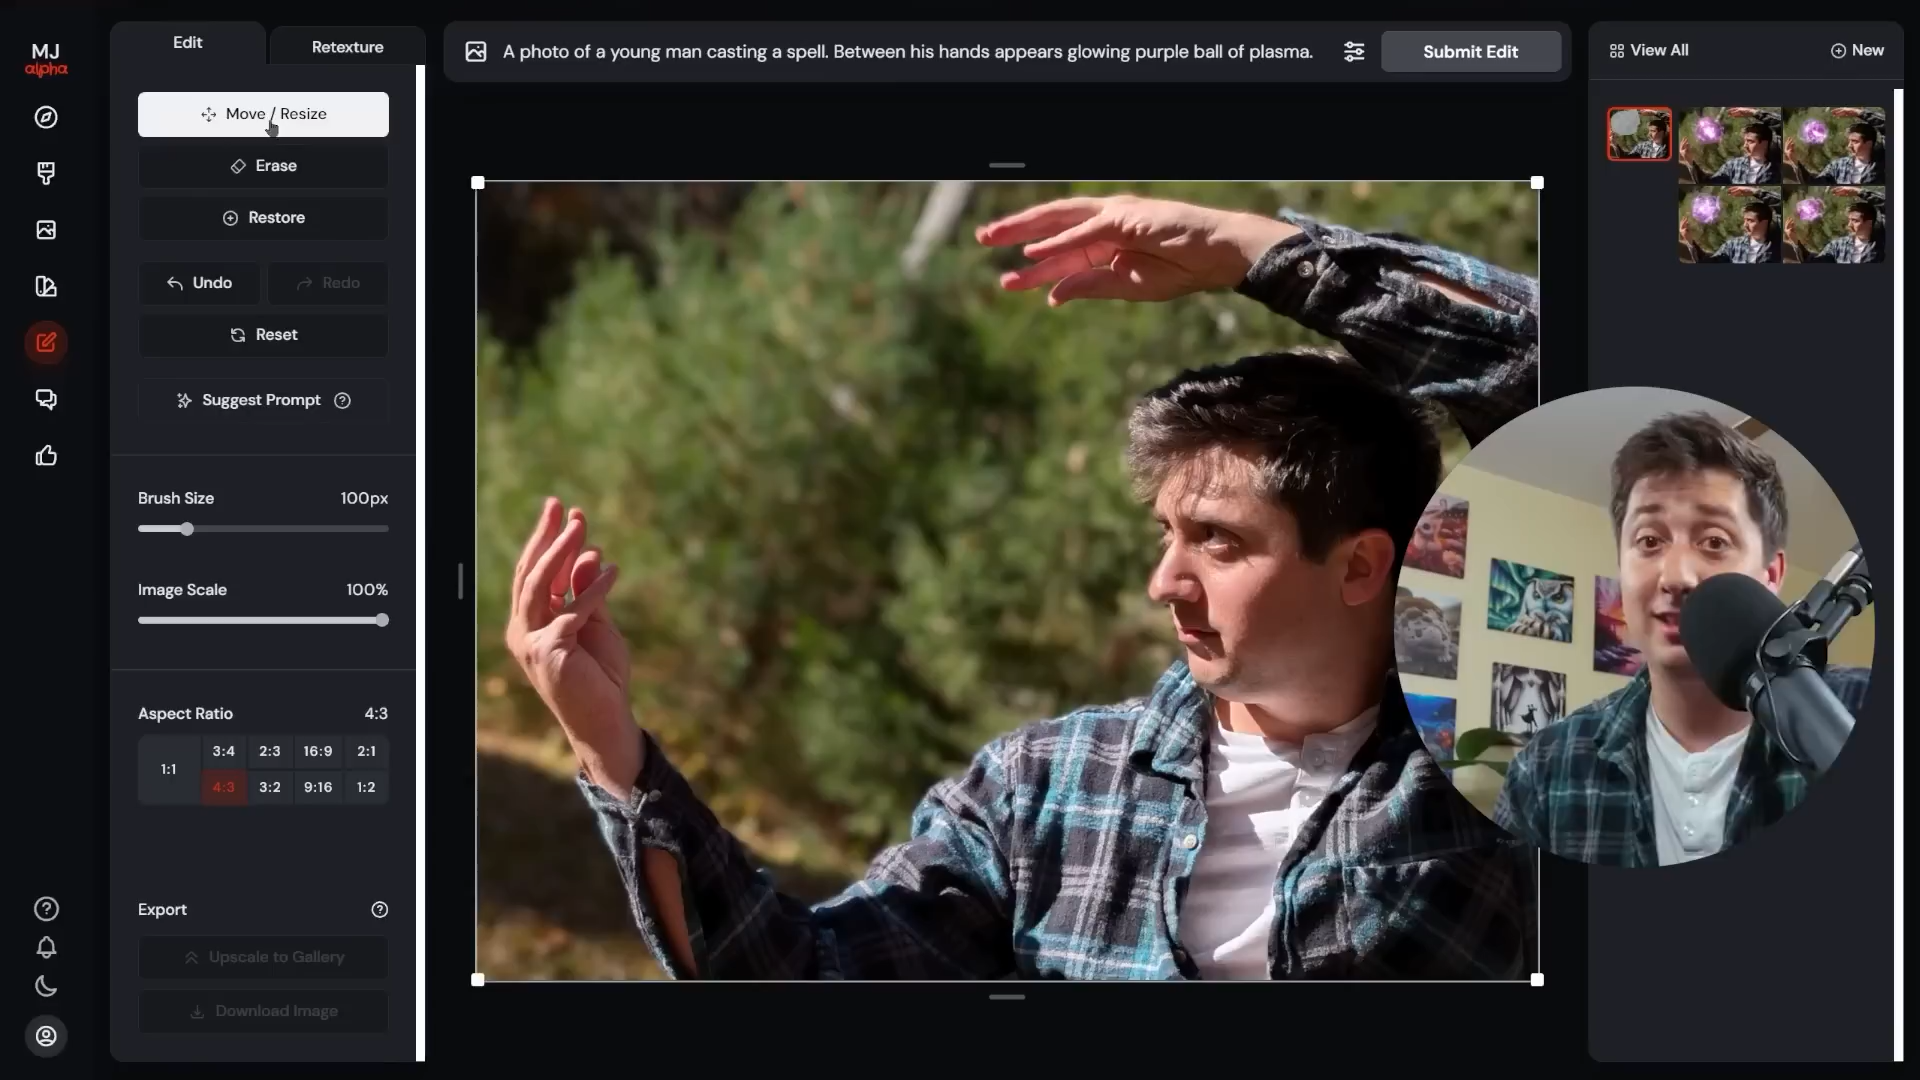 MJ
alpha
Edit
Retexture
Move / Resize
Erase
Restore
Undo
Redo
Reset
Suggest Prompt
Brush Size
100px
Image Scale
100%
Aspect Ratio
4:3
1:1
3:4
2:3
16:9
2:1
4:3
3:2
9:16
1:2
Export
Upscale to Gallery
Download Image
A photo of a young man casting a spell. Between his hands appears glowing purple ball of plasma.
Submit Edit
View All
New